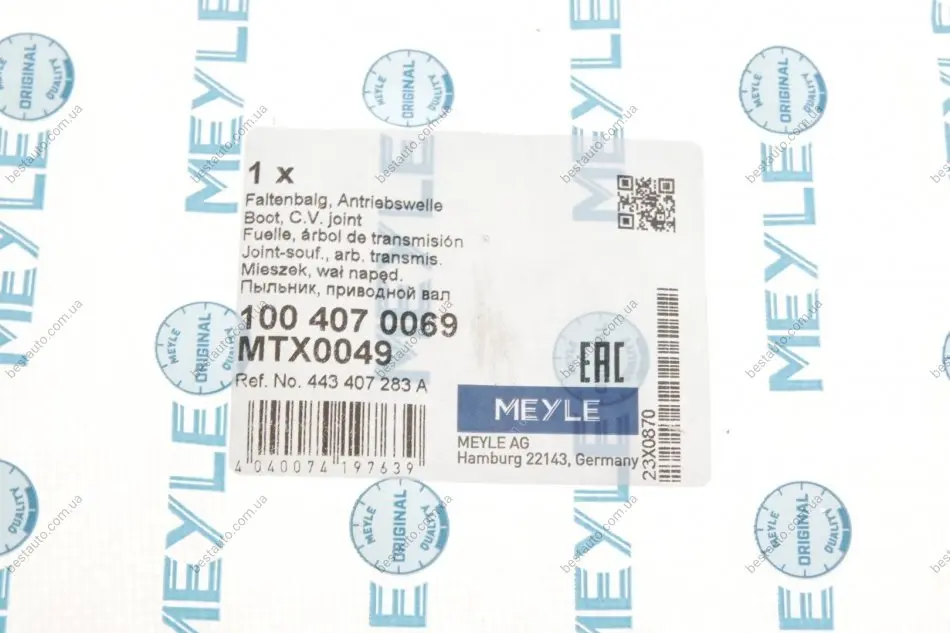 1 x
Faltenbalg, Antriebswelle
Boot, C.V. joint
Fuelle, árbol de transmisión
Joint-souf., arb. transmis.
Mieszek, wał napęd.
Пыльник, приводной вал
100 407 0069
MTX0049
Ref. No. 443 407 283 A
4 040074 197639
EAC
MEYLE
MEYLE AG
Hamburg 22143, Germany
23X0870
MEYLE
ORIGINAL
QUALITY
bestauto.com.ua